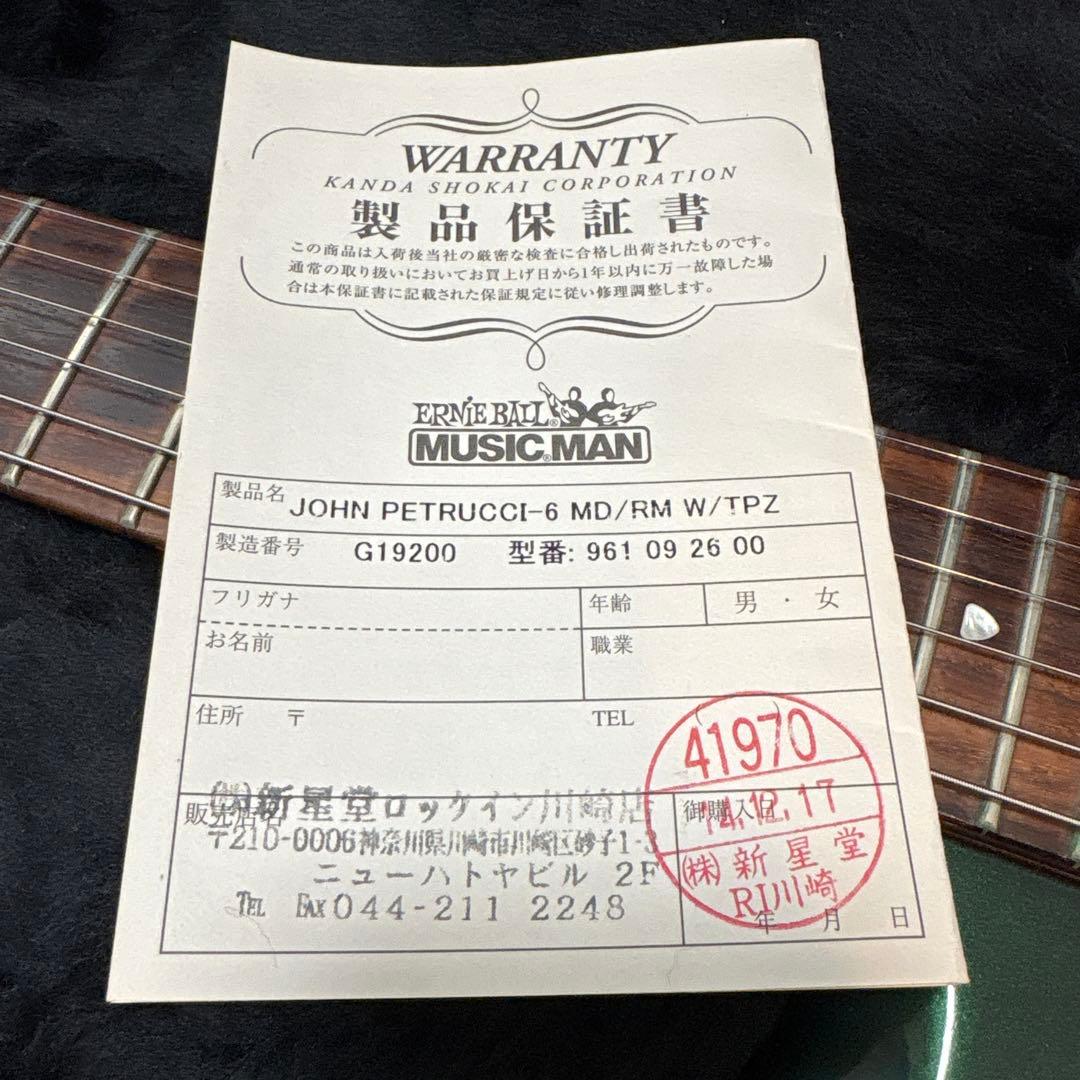 WARRANTY
KANDA SHOKAI CORPORATION
製品保証書
この商品は入荷後当社の厳密な検査に合格し出荷されたものです。
通常の取り扱いにおいてお買上げ日から1年以内に万一故障した場
合は本保証書に記載された保証規定に従い修理調整します。
ERNIE BALL®
MUSIC MAN
製品名 JOHN PETRUCCI-6 MD/RM W/TPZ
製造番号 G19200 型番: 961 09 26 00
フリガナ 年齢 男・女
お名前 職業
住所 〒 TEL
41970
販売店名 ㈱新星堂ロックイン川崎店 御購入日
14.12.17
〒210-0006神奈川県川崎市川崎区砂子1-3
ニューハトヤビル 2F
(株)新星堂
RI川崎
TEL FAX 044-211 2248
年 月 日